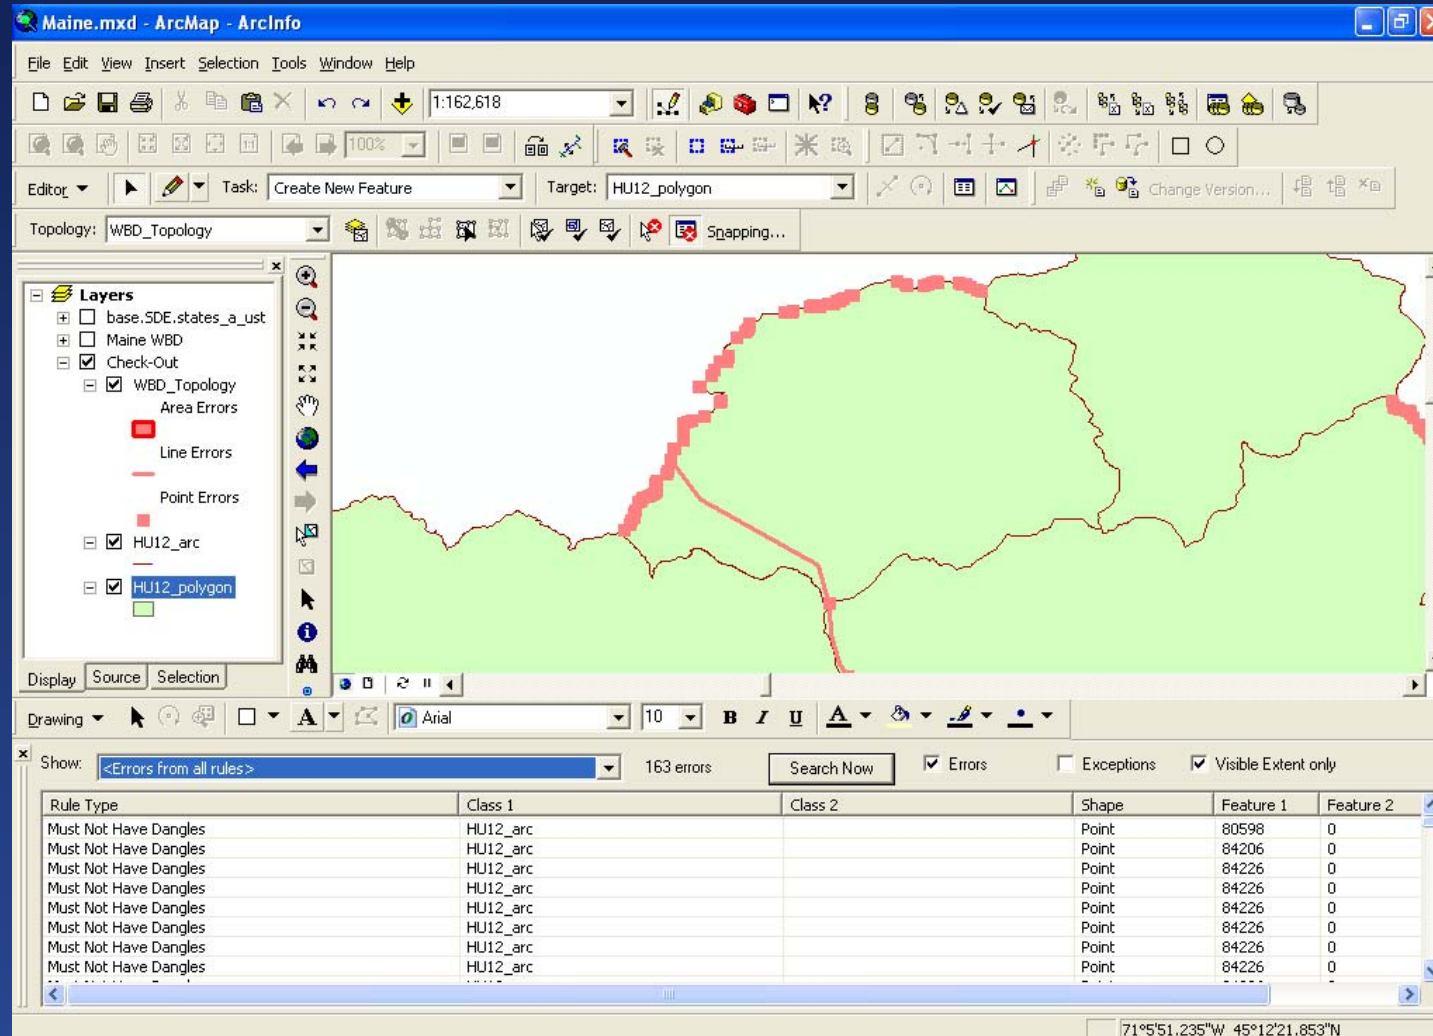 Maine.mxd - ArcMap - ArcInfo
File Edit View Insert Selection Tools Window Help
1:162,618
100%
1:1
Editor Task: Create New Feature Target: HU12_polygon Change Version...
Topology: WBD_Topology Snapping...
Layers
base.SDE.states_a_ust
Maine WBD
Check-Out
WBD_Topology
Area Errors
Line Errors
Point Errors
HU12_arc
HU12_polygon
Display Source Selection
Drawing A Arial 10 B I U A
Show: <Errors from all rules> 163 errors Search Now Errors Exceptions Visible Extent only
Rule Type Class 1 Class 2 Shape Feature 1 Feature 2
Must Not Have Dangles HU12_arc Point 80598 0
Must Not Have Dangles HU12_arc Point 84206 0
Must Not Have Dangles HU12_arc Point 84226 0
Must Not Have Dangles HU12_arc Point 84226 0
Must Not Have Dangles HU12_arc Point 84226 0
Must Not Have Dangles HU12_arc Point 84226 0
Must Not Have Dangles HU12_arc Point 84226 0
Must Not Have Dangles HU12_arc Point 84226 0
71°5'51.235"W 45°12'21.853"N